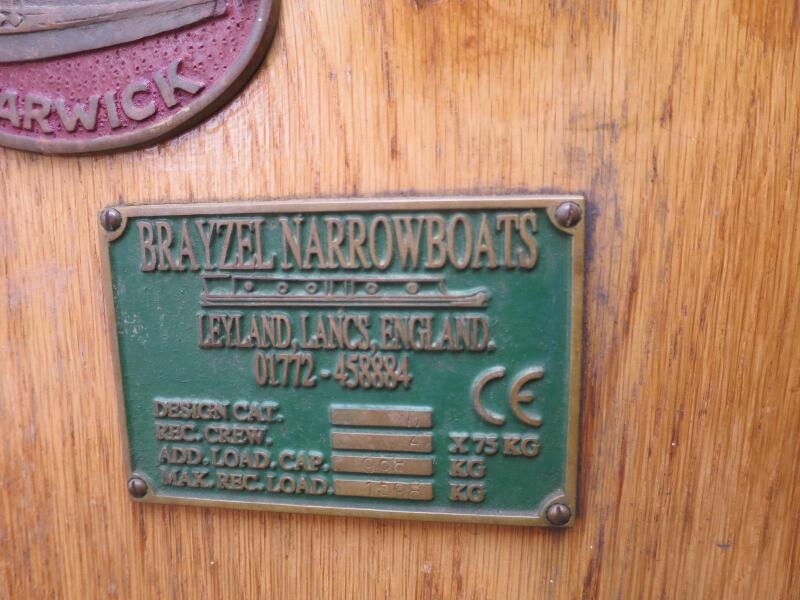 ARWICK
BRAYZEL NARROWBOATS
LEYLAND, LANCS, ENGLAND.
01772 - 458884
CE
DESIGN CAT.
REC. CREW. 4 X 75 KG
ADD. LOAD. CAP. KG
MAX. REC. LOAD. KG